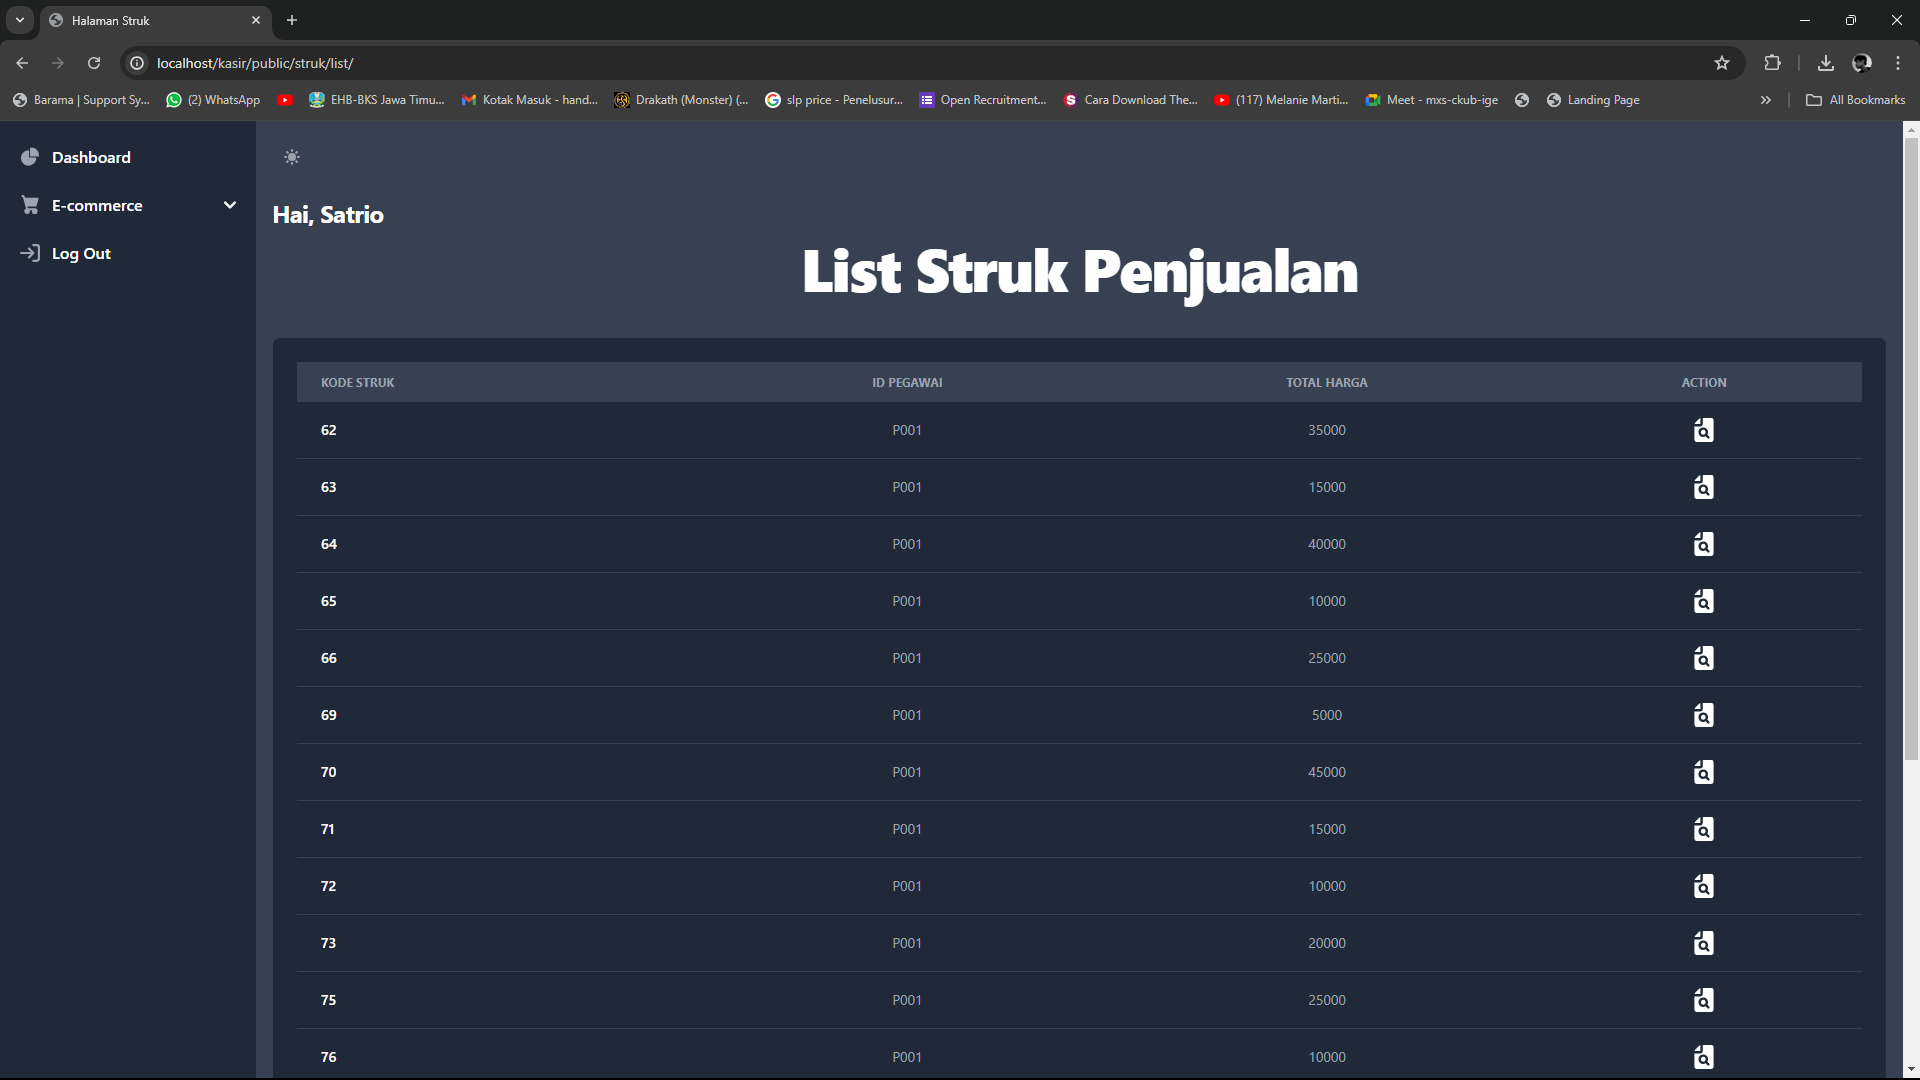 Halaman Struk
localhost/kasir/public/struk/list/
Barama | Support Sy... (2) WhatsApp EHB-BKS Jawa Timu... Kotak Masuk - hand... Drakath (Monster) (... slp price - Penelusur... Open Recruitment... Cara Download The... (117) Melanie Marti... Meet - mxs-ckub-ige Landing Page All Bookmarks
Dashboard
E-commerce
Log Out
Hai, Satrio
List Struk Penjualan
KODE STRUK ID PEGAWAI TOTAL HARGA ACTION
62 P001 35000
63 P001 15000
64 P001 40000
65 P001 10000
66 P001 25000
69 P001 5000
70 P001 45000
71 P001 15000
72 P001 10000
73 P001 20000
75 P001 25000
76 P001 10000